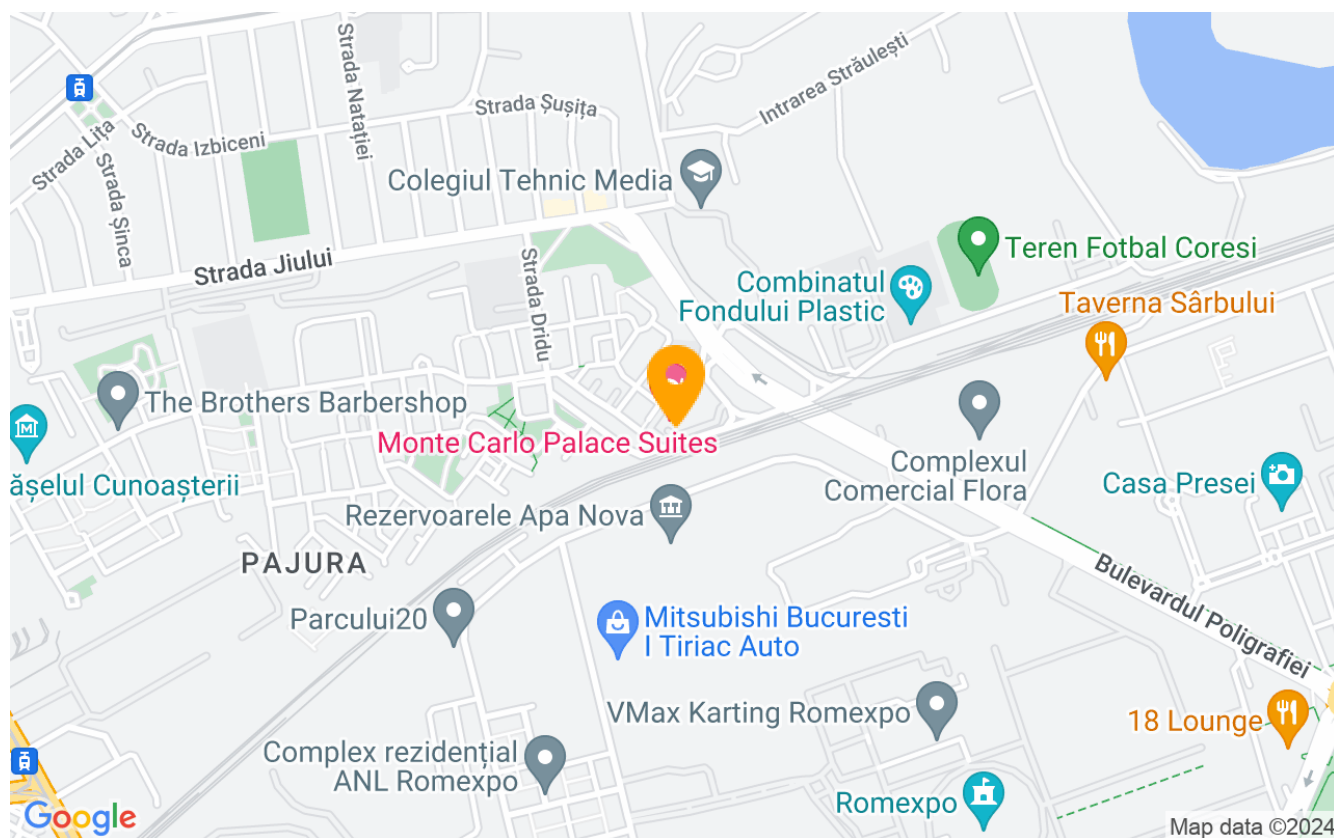 Strada Natației
Strada Șușița
Intrarea Străulești
Strada Lița
Strada Izbiceni
Strada Șinca
Colegiul Tehnic Media
Strada Jiului
Strada Dridu
Teren Fotbal Coresi
Combinatul
Fondului Plastic
Taverna Sârbului
The Brothers Barbershop
Monte Carlo Palace Suites
Complexul
Comercial Flora
Casa Presei
ășelul Cunoașterii
M
Rezervoarele Apa Nova
PAJURA
Bulevardul Poligrafiei
Parcului20
Mitsubishi Bucuresti
I Tiriac Auto
VMax Karting Romexpo
18 Lounge
Complex rezidențial
ANL Romexpo
Romexpo
Google
Map data ©2024